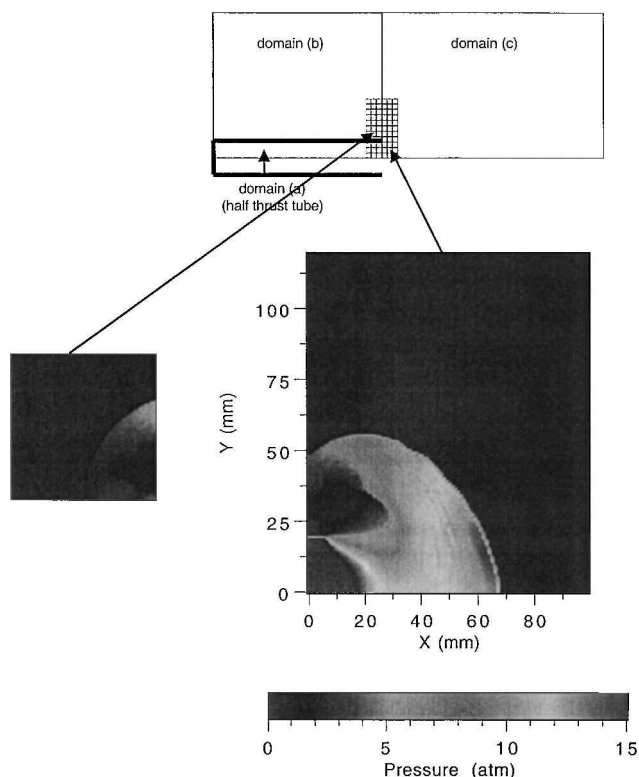 domain (b)
domain (c)
domain (a)
(half thrust tube)
100
75
50
25
0
Y (mm)
0 20 40 60 80
X (mm)
0 5 10 15
Pressure (atm)